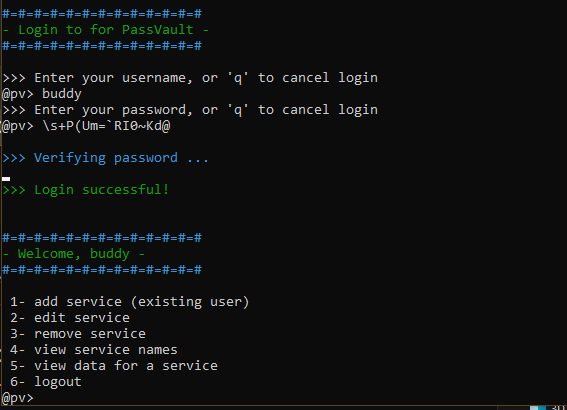 #=#=#=#=#=#=#=#=#=#=#=#=#
- Login to for PassVault -
#=#=#=#=#=#=#=#=#=#=#=#=#
>>> Enter your username, or 'q' to cancel login
@pv> buddy
>>> Enter your password, or 'q' to cancel login
@pv> \s+P(Um=`RI0~Kd@
>>> Verifying password ...
>>> Login successful!
#=#=#=#=#=#=#=#=#=#=#=#=#
- Welcome, buddy -
#=#=#=#=#=#=#=#=#=#=#=#=#
1- add service (existing user)
2- edit service
3- remove service
4- view service names
5- view data for a service
6- logout
@pv>